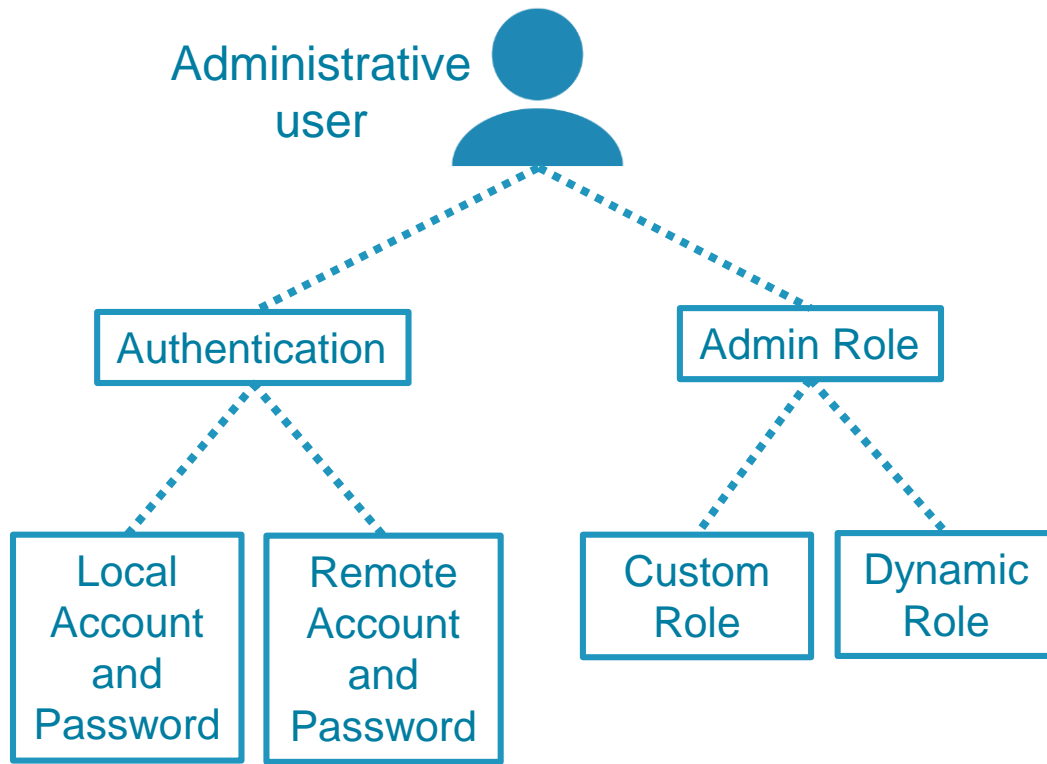 Administrative
user
Authentication
Admin Role
Local
Account
and
Password
Remote
Account
and
Password
Custom
Role
Dynamic
Role